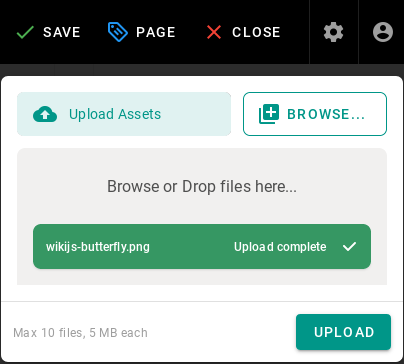 SAVE PAGE CLOSE
Upload Assets BROWSE...
Browse or Drop files here...
wikijs-butterfly.png Upload complete
Max 10 files, 5 MB each UPLOAD